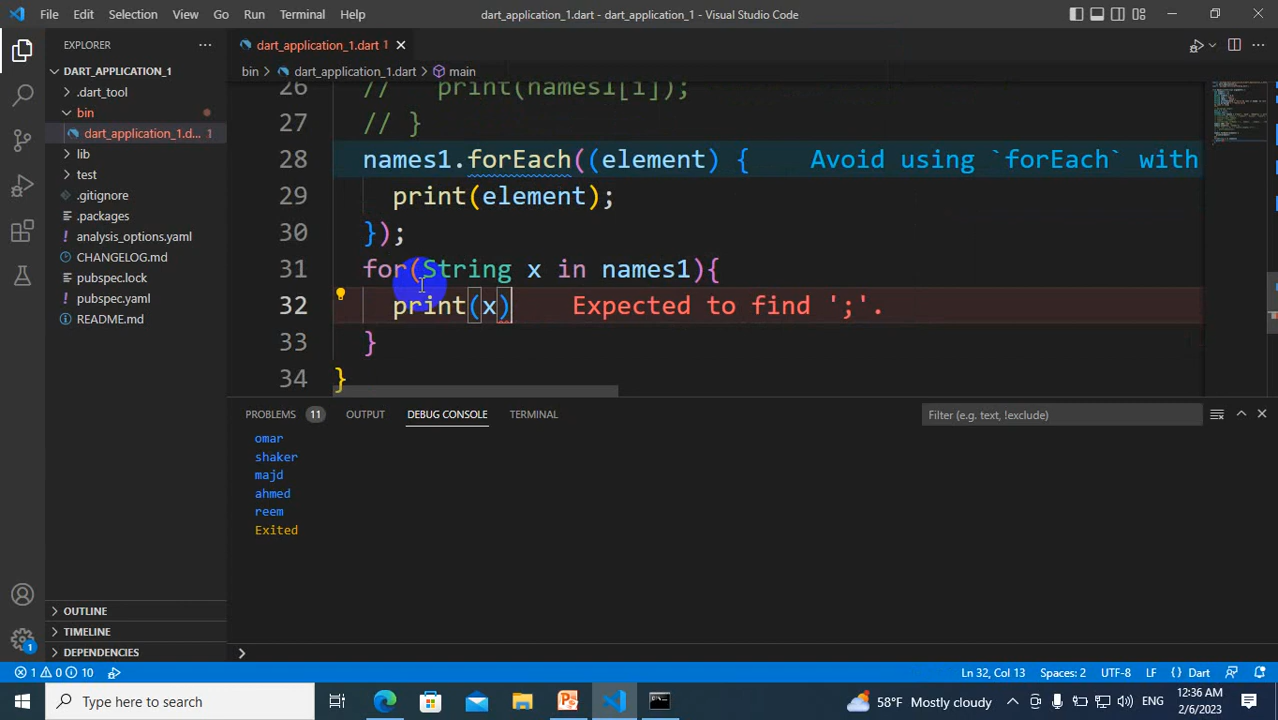 File Edit Selection View Go Run Terminal Help
dart_application_1.dart - dart_application_1 - Visual Studio Code
EXPLORER
dart_application_1.dart 1
DART_APPLICATION_1
bin > dart_application_1.dart > main
.dart_tool
bin
dart_application_1.d... 1
lib
test
.gitignore
.packages
analysis_options.yaml
CHANGELOG.md
pubspec.lock
pubspec.yaml
README.md
26 // print(names1[i]);
27 // }
28 names1.forEach((element) { Avoid using `forEach` with
29 print(element);
30 });
31 for(String x in names1){
32 print(x) Expected to find ';'.
33 }
34 }
PROBLEMS 11 OUTPUT DEBUG CONSOLE TERMINAL
Filter (e.g. text, !exclude)
omar
shaker
majd
ahmed
reem
Exited
OUTLINE
TIMELINE
DEPENDENCIES
1
1 0 10
Ln 32, Col 13 Spaces: 2 UTF-8 LF {} Dart
Type here to search
58°F Mostly cloudy
ENG
12:36 AM
2/6/2023